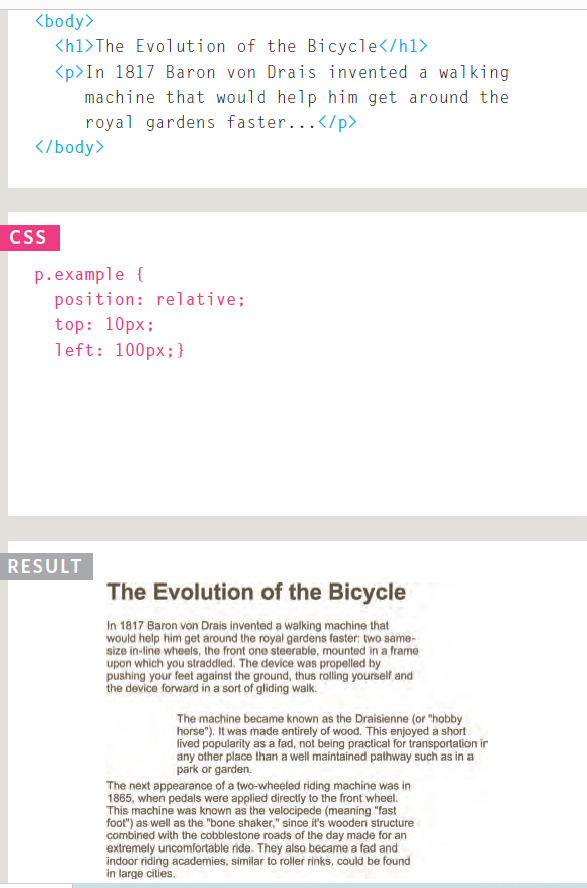 <body>
<h1>The Evolution of the Bicycle</h1>
<p>In 1817 Baron von Drais invented a walking
machine that would help him get around the
royal gardens faster...</p>
</body>
CSS
p.example {
position: relative;
top: 10px;
left: 100px;}
RESULT
The Evolution of the Bicycle
In 1817 Baron von Drais invented a walking machine that
would help him get around the royal gardens faster: two same-
size in-line wheels, the front one steerable, mounted in a frame
upon which you straddled. The device was propelled by
pushing your feet against the ground, thus rolling yourself and
the device forward in a sort of gliding walk.
The machine became known as the Draisienne (or "hobby
horse"). It was made entirely of wood. This enjoyed a short
lived popularity as a fad, not being practical for transportation in
any other place than a well maintained pathway such as in a
park or garden.
The next appearance of a two-wheeled riding machine was in
1865, when pedals were applied directly to the front wheel.
This machine was known as the velocipede (meaning "fast
foot") as well as the "bone shaker," since it's wooden structure
combined with the cobblestone roads of the day made for an
extremely uncomfortable ride. They also became a fad and
indoor riding academies, similar to roller rinks, could be found
in large cities.